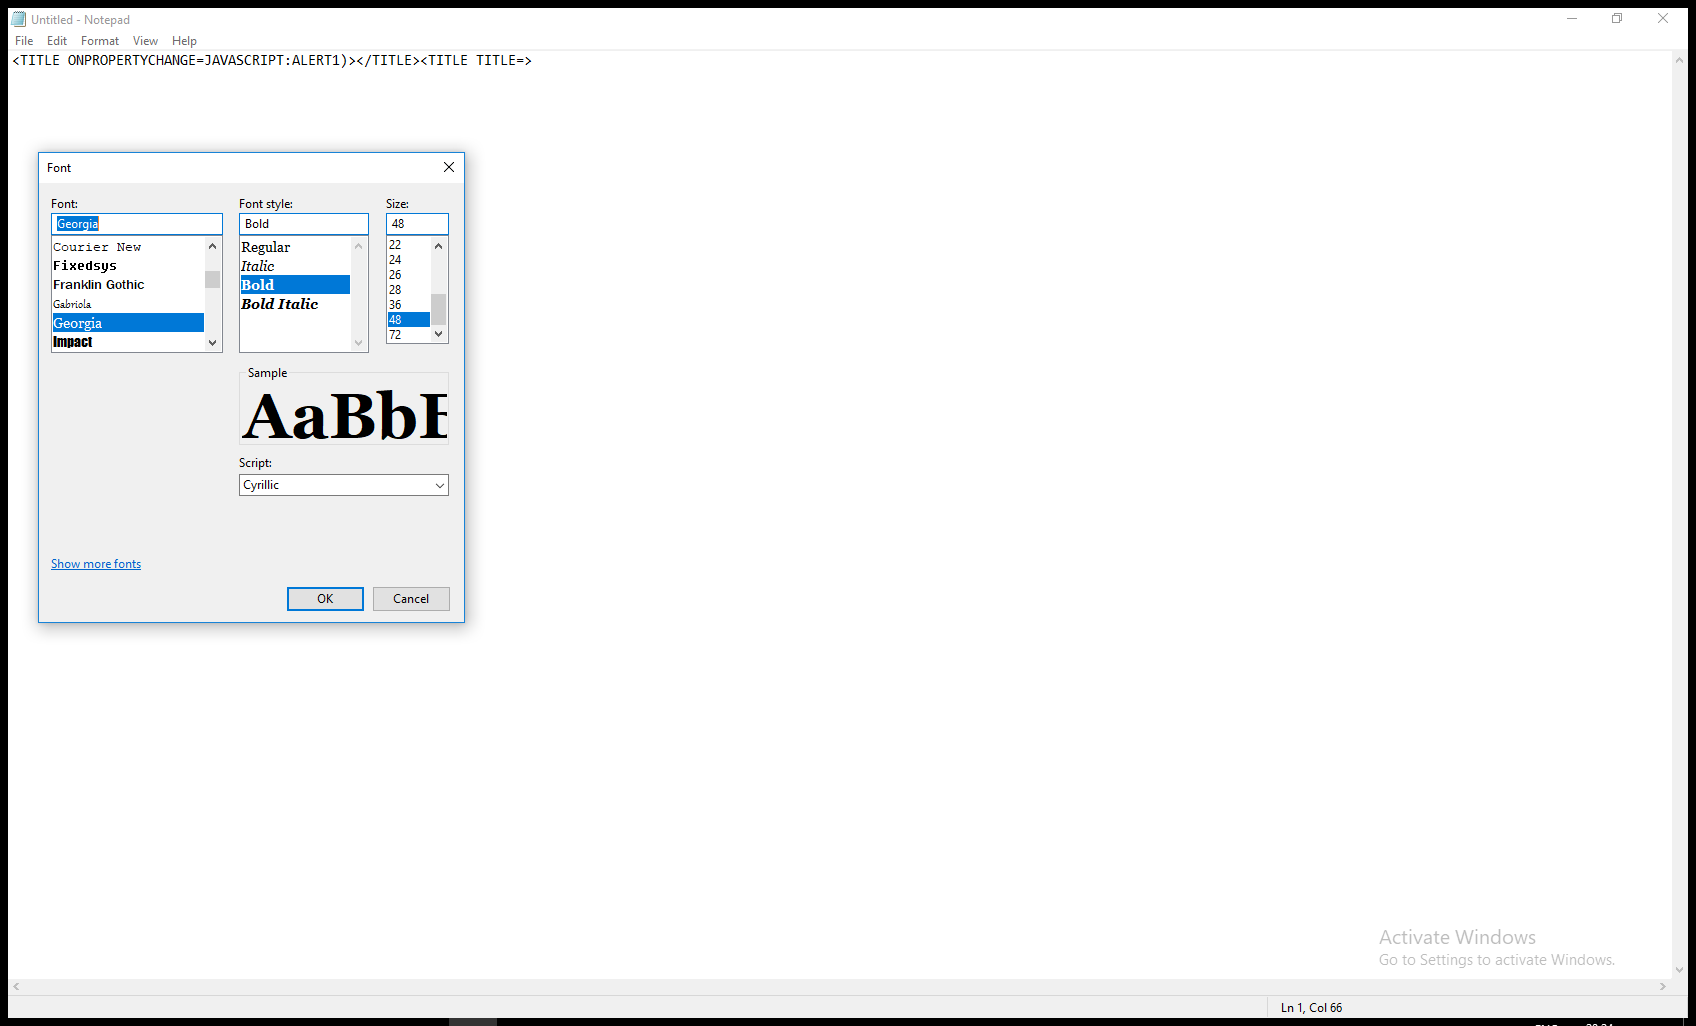 Untitled - Notepad
File Edit Format View Help
<TITLE ONPROPERTYCHANGE=JAVASCRIPT:ALERT1)></TITLE><TITLE TITLE=>
Font
Font: Font style: Size:
Georgia Bold 48
Courier New
Fixedsys
Franklin Gothic
Gabriola
Georgia
Impact
Regular
Italic
Bold
Bold Italic
22
24
26
28
36
48
72
Sample
AaBb
Script:
Cyrillic
Show more fonts
OK Cancel
Activate Windows
Go to Settings to activate Windows.
Ln 1, Col 66